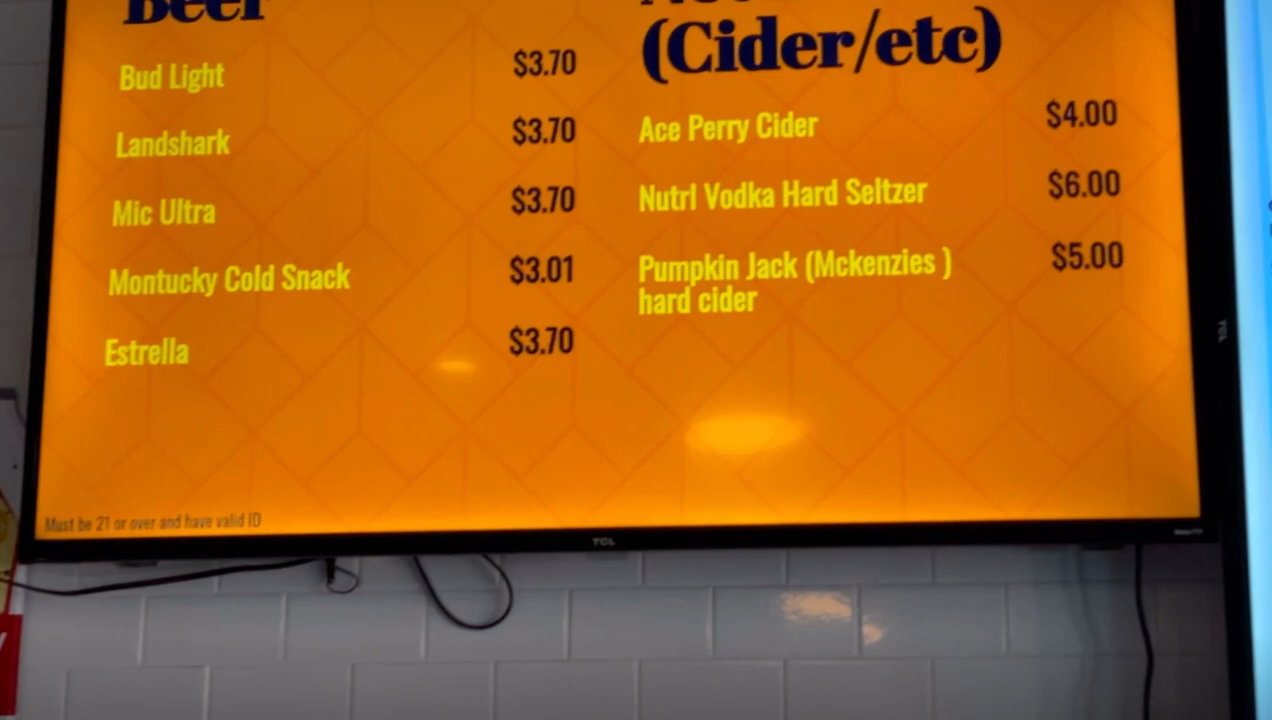 Beer
Bud Light $3.70
Landshark $3.70
Mic Ultra $3.70
Montucky Cold Snack $3.01
Estrella $3.70
(Cider/etc)
Ace Perry Cider $4.00
Nutrl Vodka Hard Seltzer $6.00
Pumpkin Jack (Mckenzies ) $5.00
hard cider
Must be 21 or over and have valid ID
TCL
TCL